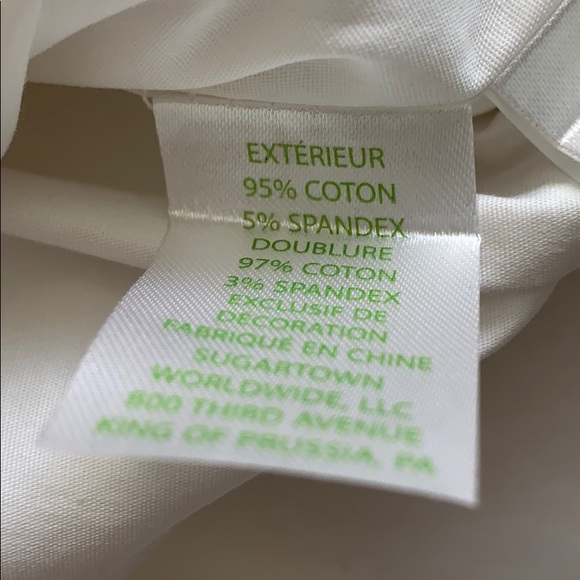 EXTÉRIEUR
95% COTON
5% SPANDEX
DOUBLURE
97% COTON
3% SPANDEX
EXCLUSIF DE
DÉCORATION
FABRIQUÉ EN CHINE
SUGARTOWN
WORLDWIDE, LLC
800 THIRD AVENUE
KING OF PRUSSIA, PA